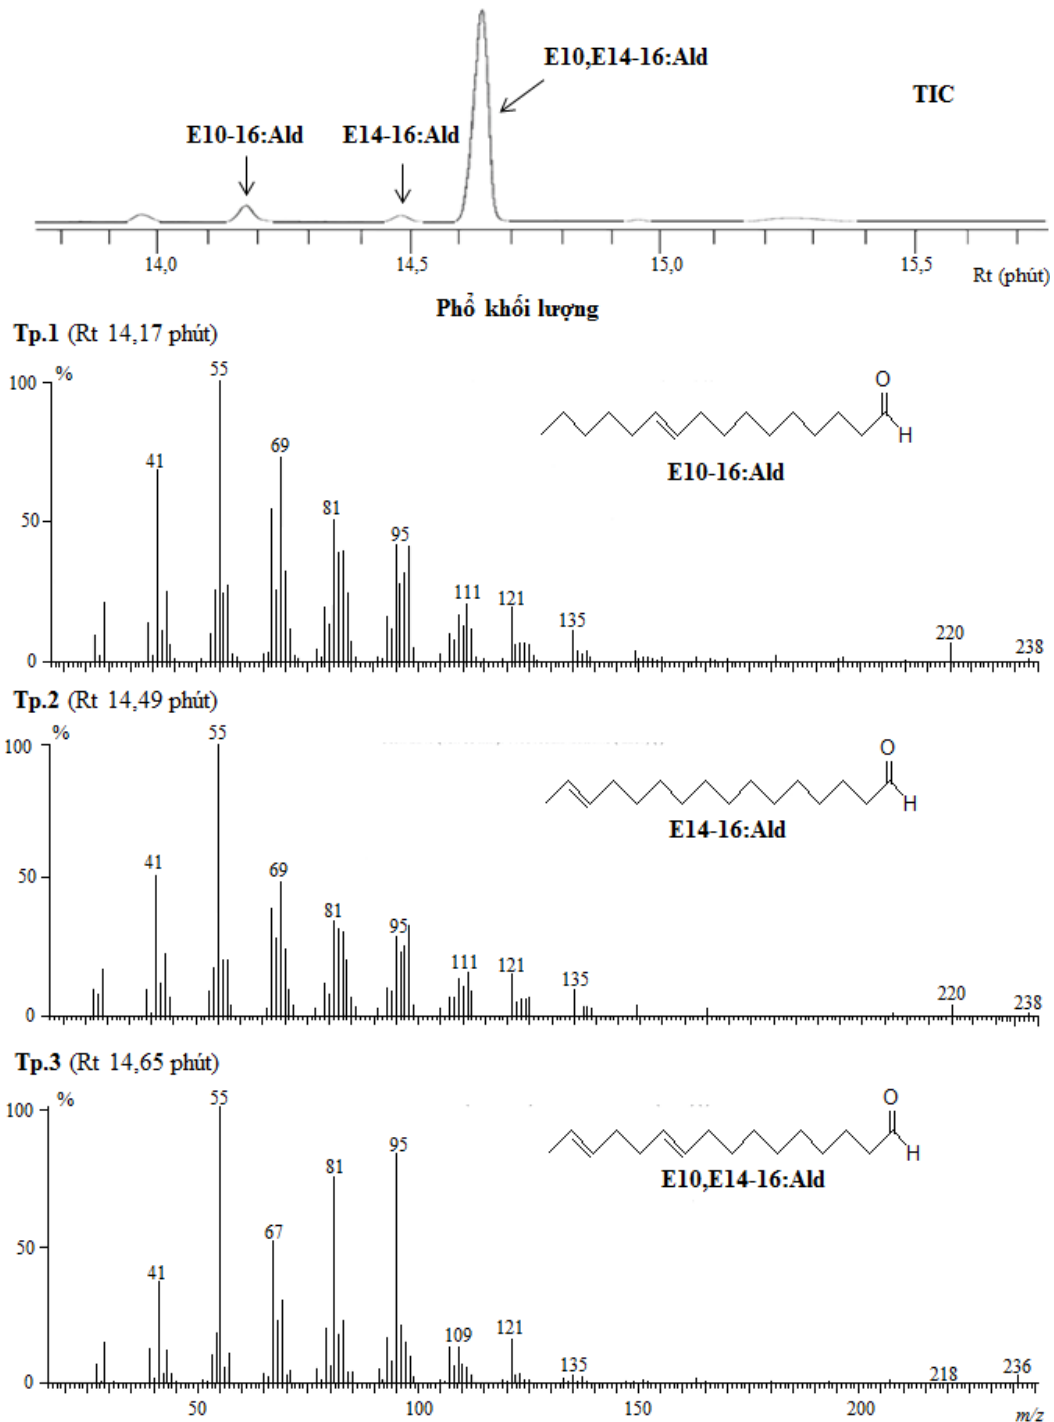 E10,E14-16:Ald
TIC
E10-16:Ald
E14-16:Ald
14,0
14,5
15,0
15,5
Rt (phút)
Phổ khối lượng
Tp.1 (Rt 14,17 phút)
100
%
50
0
55
41
69
81
95
111
121
135
220
238
O
H
E10-16:Ald
Tp.2 (Rt 14,49 phút)
100
%
50
0
55
41
69
81
95
111
121
135
220
238
O
H
E14-16:Ald
Tp.3 (Rt 14,65 phút)
100
%
50
0
55
41
67
81
95
109
121
135
218
236
O
H
E10,E14-16:Ald
50
100
150
200
m/z